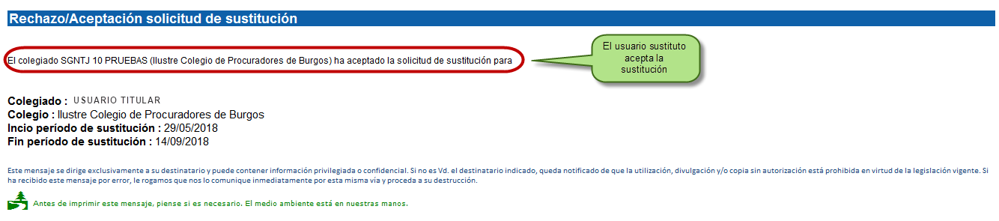 Rechazo/Aceptación solicitud de sustitución
El colegiado SGNTJ 10 PRUEBAS (Ilustre Colegio de Procuradores de Burgos) ha aceptado la solicitud de sustitución para
El usuario sustituto
acepta la
sustitución
Colegiado : USUARIO TITULAR
Colegio : Ilustre Colegio de Procuradores de Burgos
Incio período de sustitución : 29/05/2018
Fin período de sustitución : 14/09/2018
Este mensaje se dirige exclusivamente a su destinatario y puede contener información privilegiada o confidencial. Si no es Vd. el destinatario indicado, queda notificado de que la utilización, divulgación y/o copia sin autorización está prohibida en virtud de la legislación vigente. Si
ha recibido este mensaje por error, le rogamos que nos lo comunique inmediatamente por esta misma vía y proceda a su destrucción.
Antes de imprimir este mensaje, piense si es necesario. El medio ambiente está en nuestras manos.